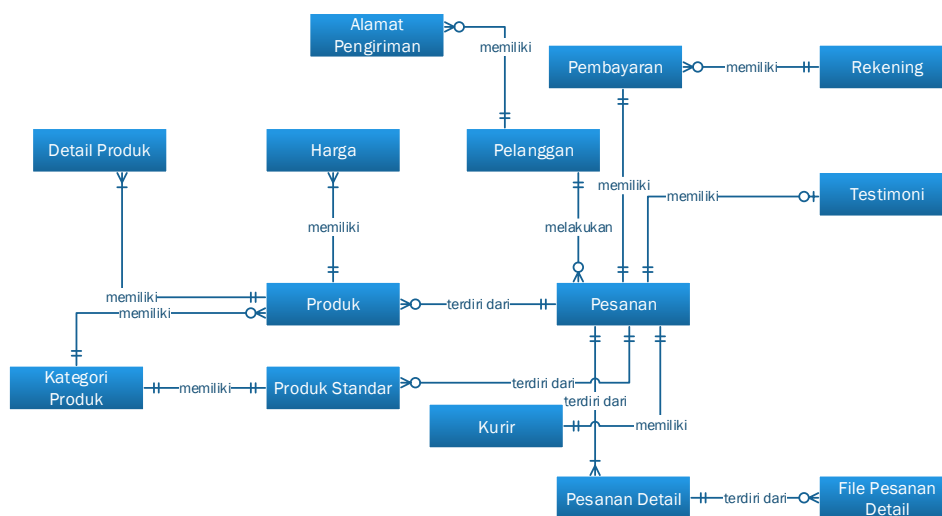 Alamat
Pengiriman
memiliki
Pembayaran
memiliki
Rekening
Detail Produk
Harga
Pelanggan
memiliki
Testimoni
memiliki
memiliki
melakukan
memiliki
memiliki
Produk
terdiri dari
Pesanan
Kategori
Produk
memiliki
Produk Standar
terdiri dari
terdiri dari
Kurir
memiliki
Pesanan Detail
terdiri dari
File Pesanan
Detail